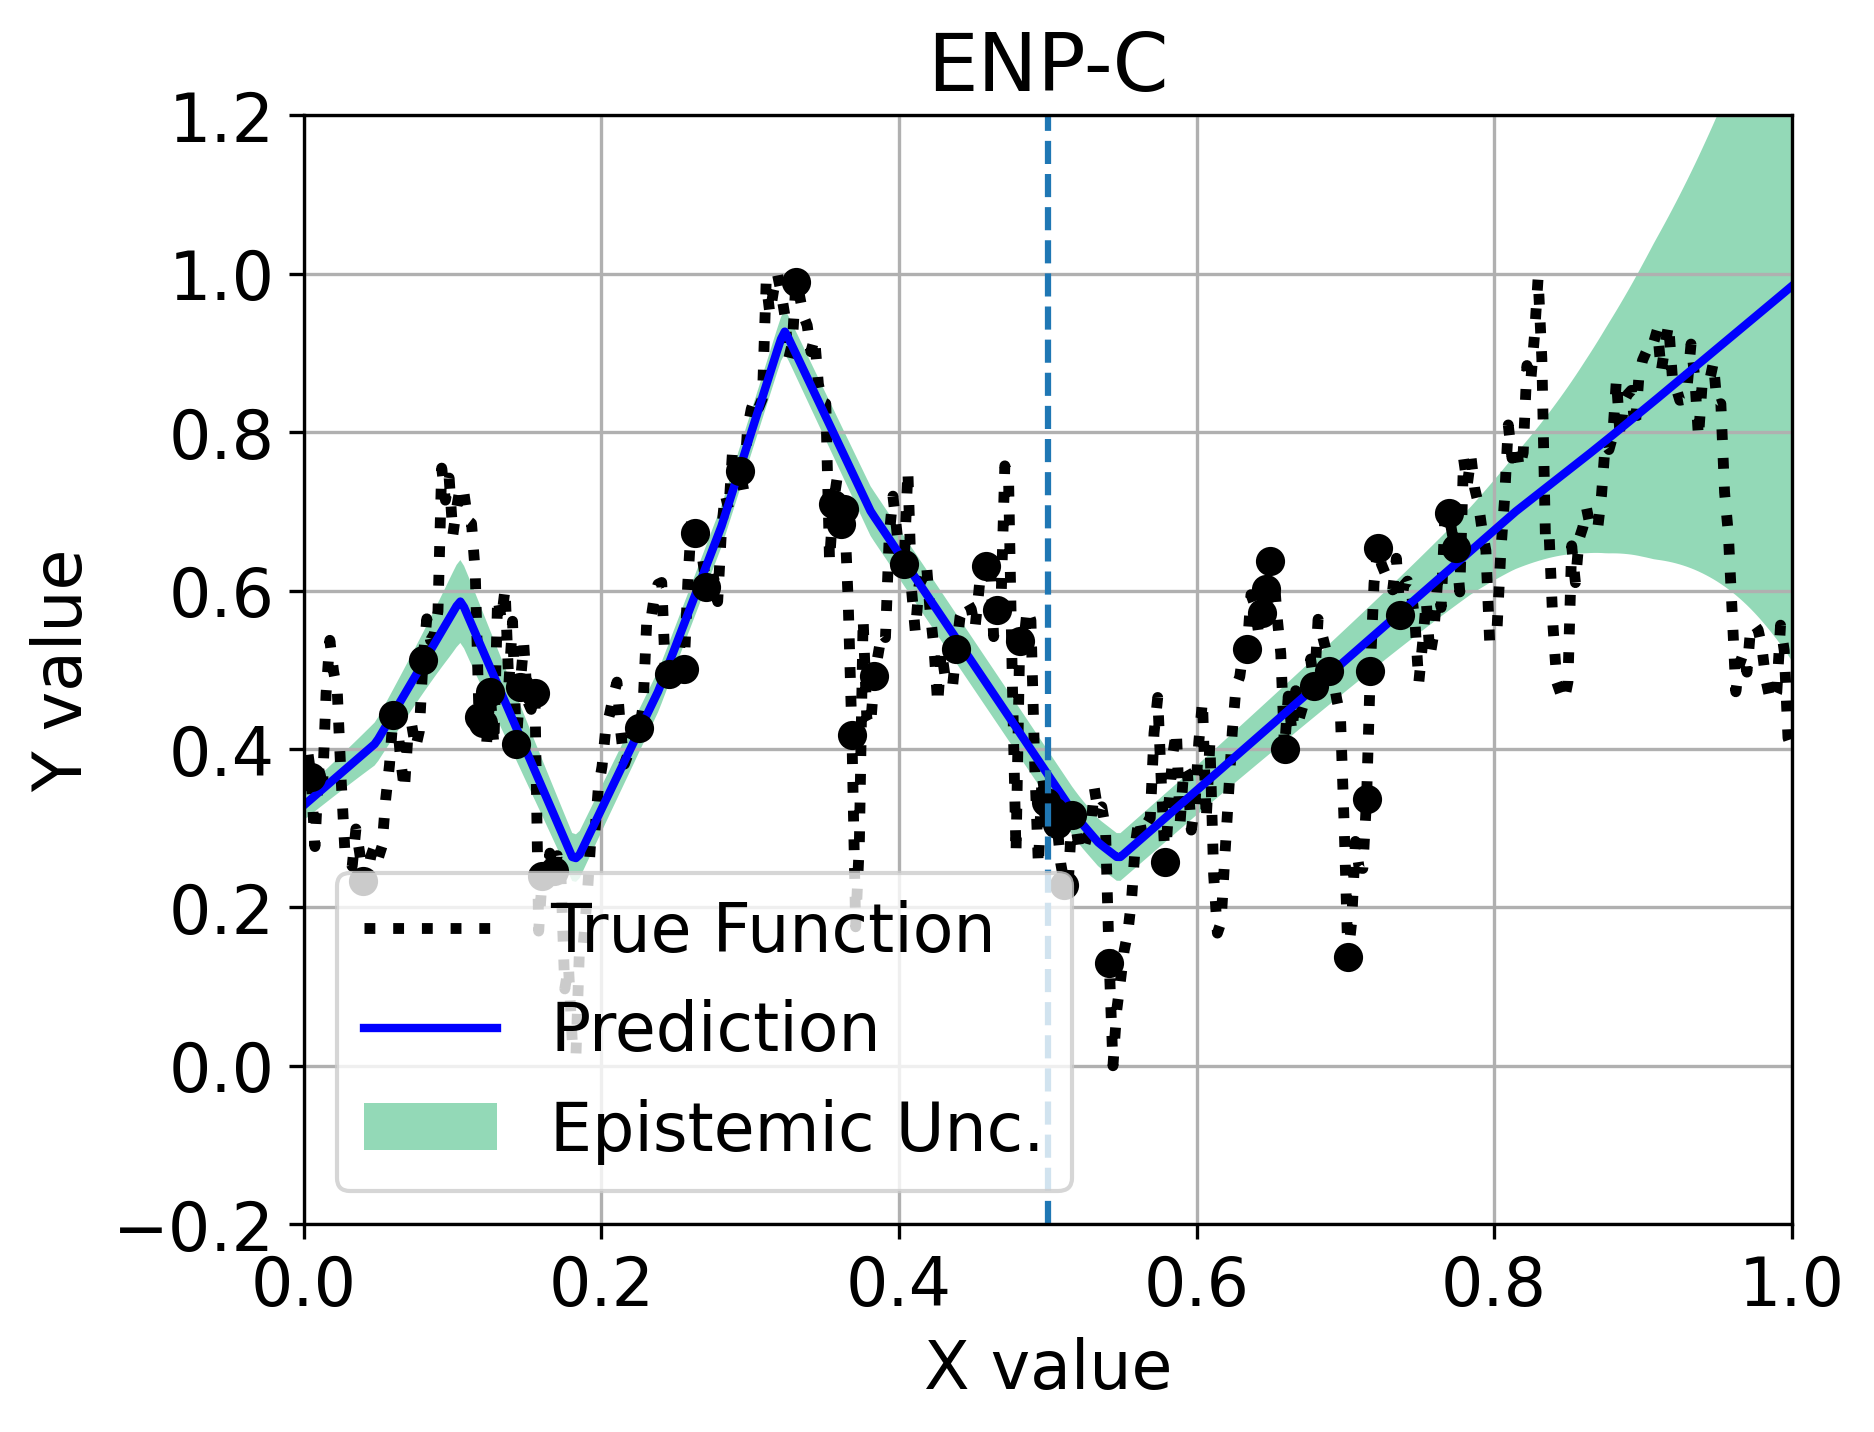 ENP-C
1.2
1.0
0.8
0.6
0.4
0.2
0.0
−0.2
Y value
True Function
Prediction
Epistemic Unc.
0.0 0.2 0.4 0.6 0.8 1.0
X value